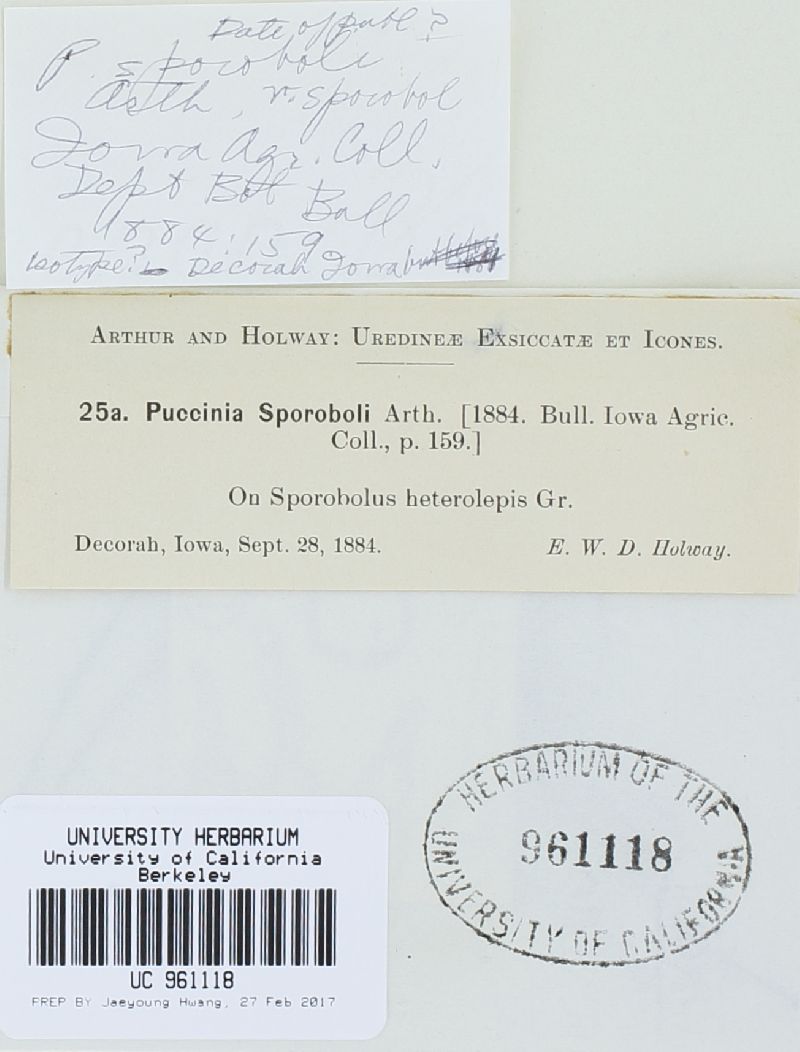 Date of publ?
P. sporoboli
Arth, v. sporobol
Iowa Agr. Coll.
Dept Bot Bull
1884:159
Isotype? - Decorah Iowa
ARTHUR AND HOLWAY: UREDINEÆ EXSICCATÆ ET ICONES.
25a. Puccinia Sporoboli Arth. [1884. Bull. Iowa Agric.
Coll., p. 159.]
On Sporobolus heterolepis Gr.
Decorah, Iowa, Sept. 28, 1884. E. W. D. Holway.
HERBARIUM OF THE
961118
UNIVERSITY OF CALIFORNIA
UNIVERSITY HERBARIUM
University of California
Berkeley
UC 961118
PREP BY Jaeyoung Hwang, 27 Feb 2017